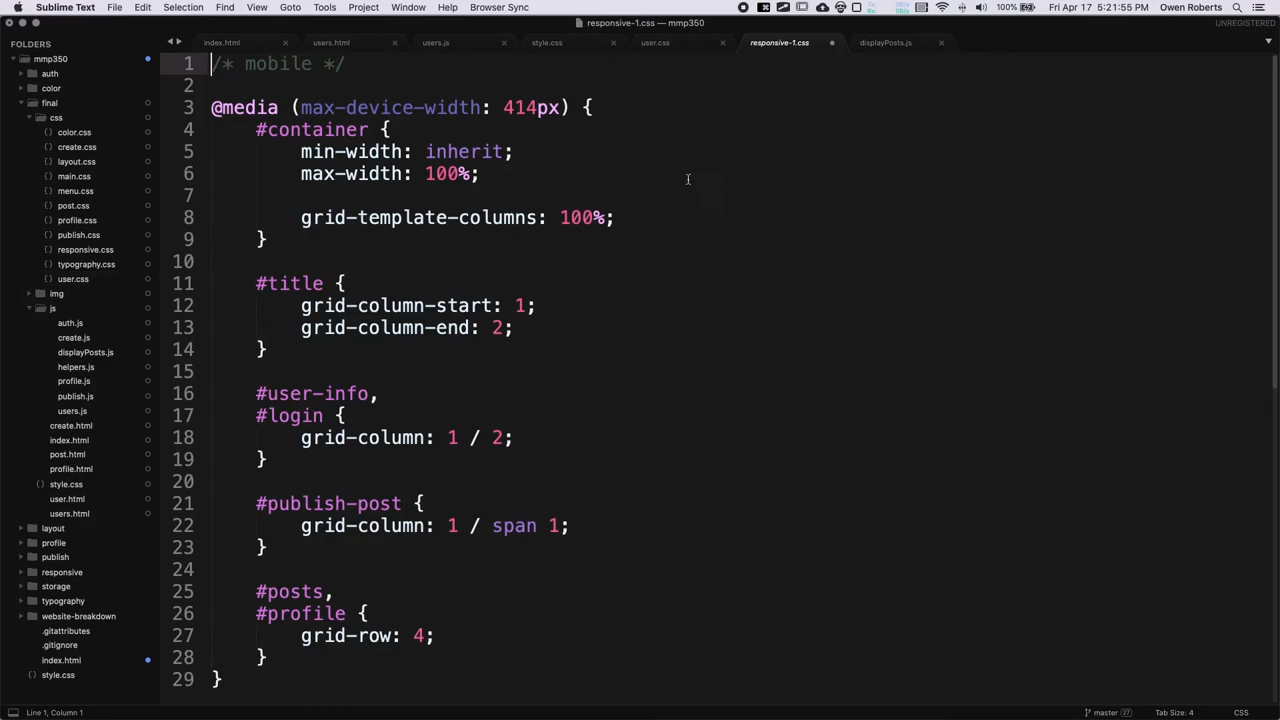 Sublime Text File Edit Selection Find View Goto Tools Project Window Help Browser Sync 100% Fri Apr 17 5:21:55 PM Owen Roberts
responsive-1.css — mmp350 UNREGISTERED
FOLDERS
mmp350
auth
color
final
css
color.css
create.css
layout.css
main.css
menu.css
post.css
profile.css
publish.css
responsive.css
typography.css
user.css
img
js
auth.js
create.js
displayPosts.js
helpers.js
profile.js
publish.js
users.js
create.html
index.html
post.html
profile.html
style.css
user.html
users.html
layout
profile
publish
responsive
storage
typography
website-breakdown
.gitattributes
.gitignore
index.html
style.css
index.html users.html users.js style.css user.css responsive-1.css displayPosts.js
1 /* mobile */
2
3 @media (max-device-width: 414px) {
4 #container {
5 min-width: inherit;
6 max-width: 100%;
7
8 grid-template-columns: 100%;
9 }
10
11 #title {
12 grid-column-start: 1;
13 grid-column-end: 2;
14 }
15
16 #user-info,
17 #login {
18 grid-column: 1 / 2;
19 }
20
21 #publish-post {
22 grid-column: 1 / span 1;
23 }
24
25 #posts,
26 #profile {
27 grid-row: 4;
28 }
29 }
Line 1, Column 1 master 27 Tab Size: 4 CSS